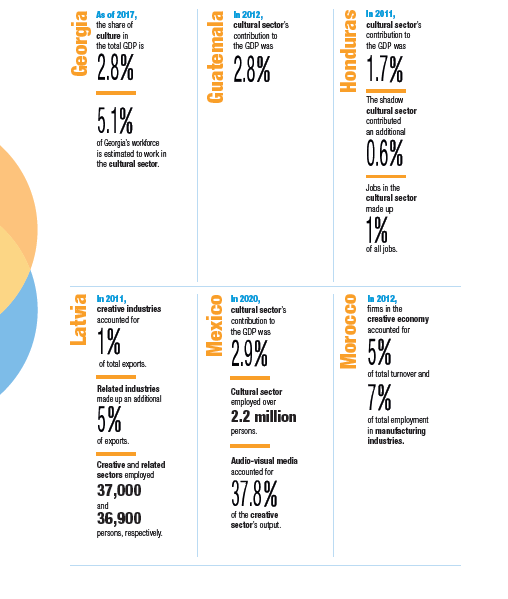 Georgia
As of 2017,
the share of
culture in
the total GDP is
2.8%
5.1%
of Georgia's workforce
is estimated to work in
the cultural sector.
Guatemala
In 2012,
cultural sector's
contribution to
the GDP was
2.8%
Honduras
In 2011,
cultural sector's
contribution to
the GDP was
1.7%
The shadow
cultural sector
contributed
an additional
0.6%
Jobs in the
cultural sector
made up
1%
of all jobs.
Latvia
In 2011,
creative industries
accounted for
1%
of total exports.
Related industries
made up an additional
5%
of exports.
Creative and related
sectors employed
37,000
and
36,900
persons, respectively.
Mexico
In 2020,
cultural sector's
contribution to
the GDP was
2.9%
Cultural sector
employed over
2.2 million
persons.
Audio-visual media
accounted for
37.8%
of the creative
sector's output.
Morocco
In 2012,
firms in the
creative economy
accounted for
5%
of total turnover and
7%
of total employment
in manufacturing
industries.